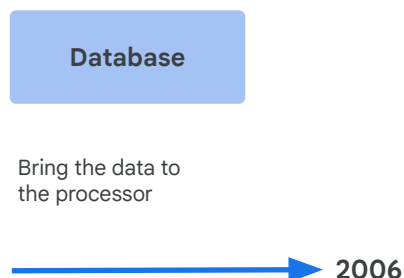 Database
Bring the data to
the processor
2006